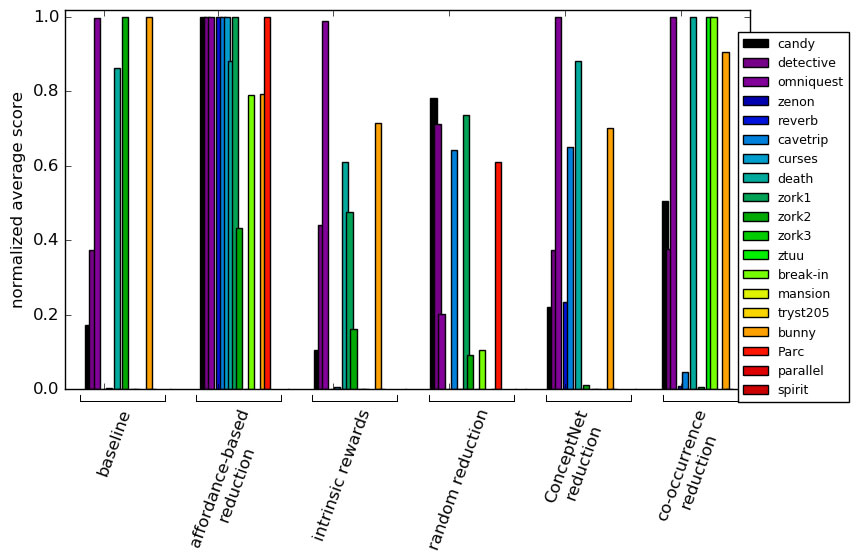 normalized average score
1.0
0.8
0.6
0.4
0.2
0.0
baseline
affordance-based
reduction
intrinsic rewards
random reduction
ConceptNet
reduction
co-occurrence
reduction
candy
detective
omniquest
zenon
reverb
cavetrip
curses
death
zork1
zork2
zork3
ztuu
break-in
mansion
tryst205
bunny
Parc
parallel
spirit